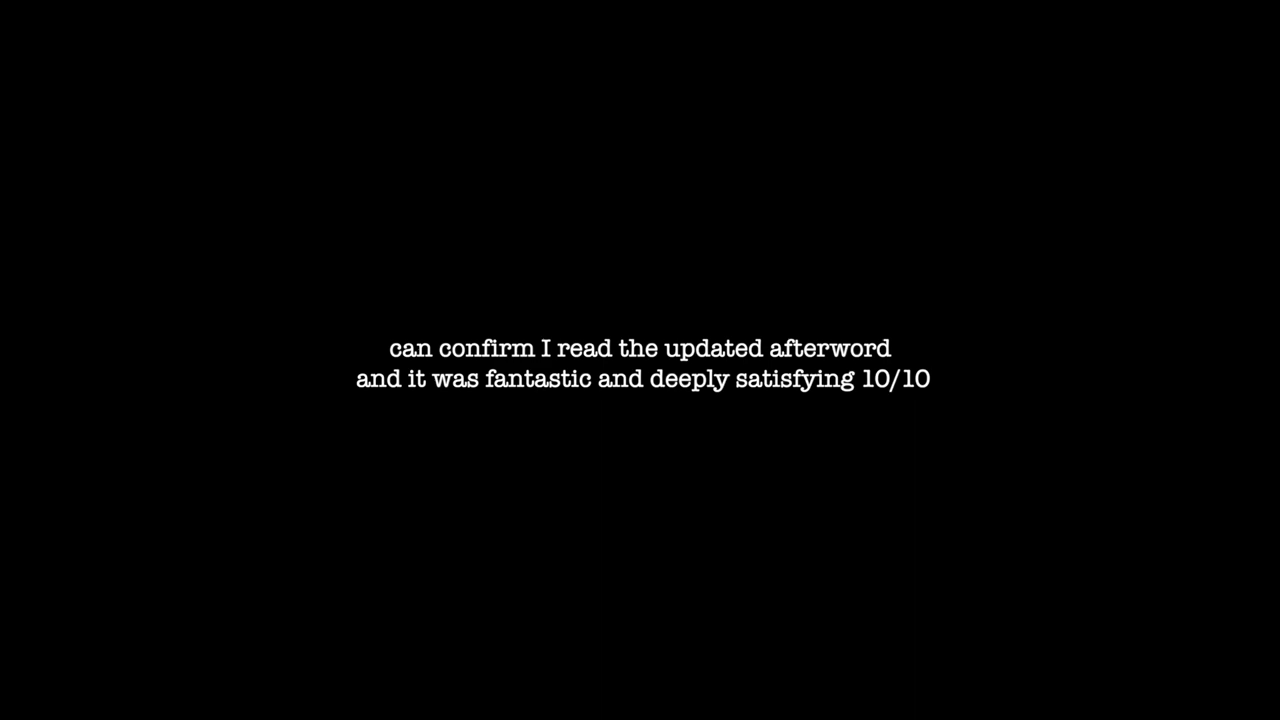 can confirm I read the updated afterword
and it was fantastic and deeply satisfying 10/10